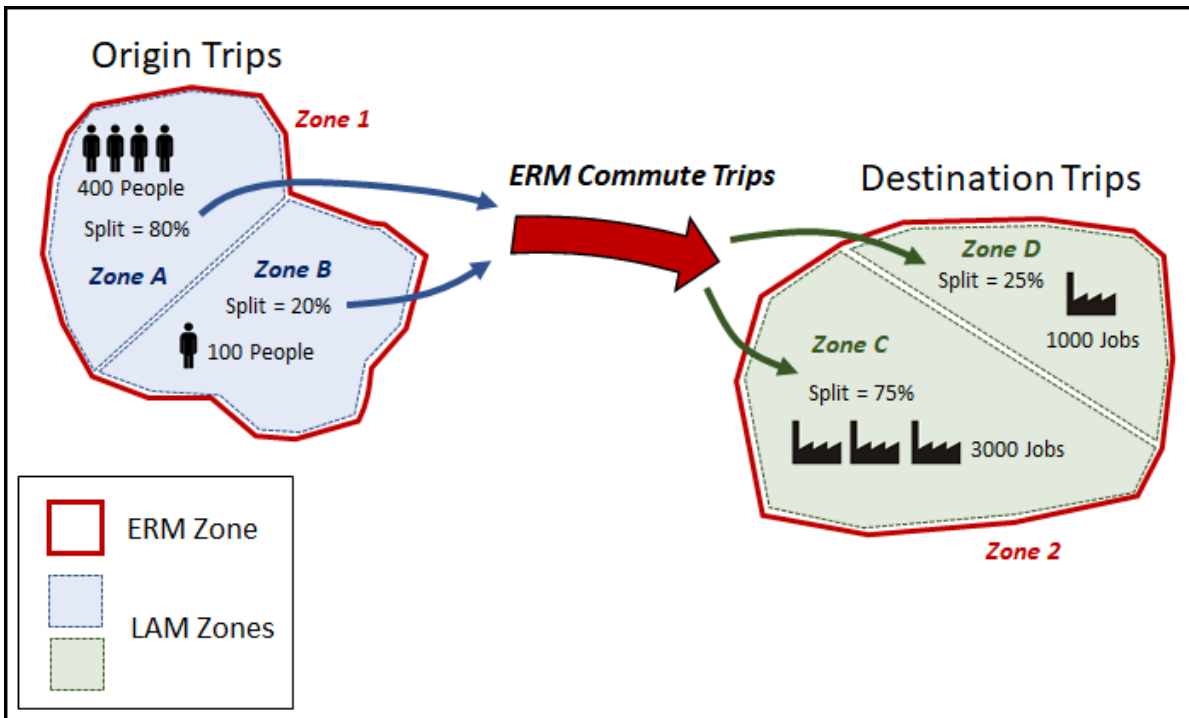 Origin Trips
Zone 1
400 People
Split = 80%
Zone A
Zone B
Split = 20%
100 People
ERM Commute Trips
Destination Trips
Zone D
Split = 25%
1000 Jobs
Zone C
Split = 75%
3000 Jobs
Zone 2
ERM Zone
LAM Zones